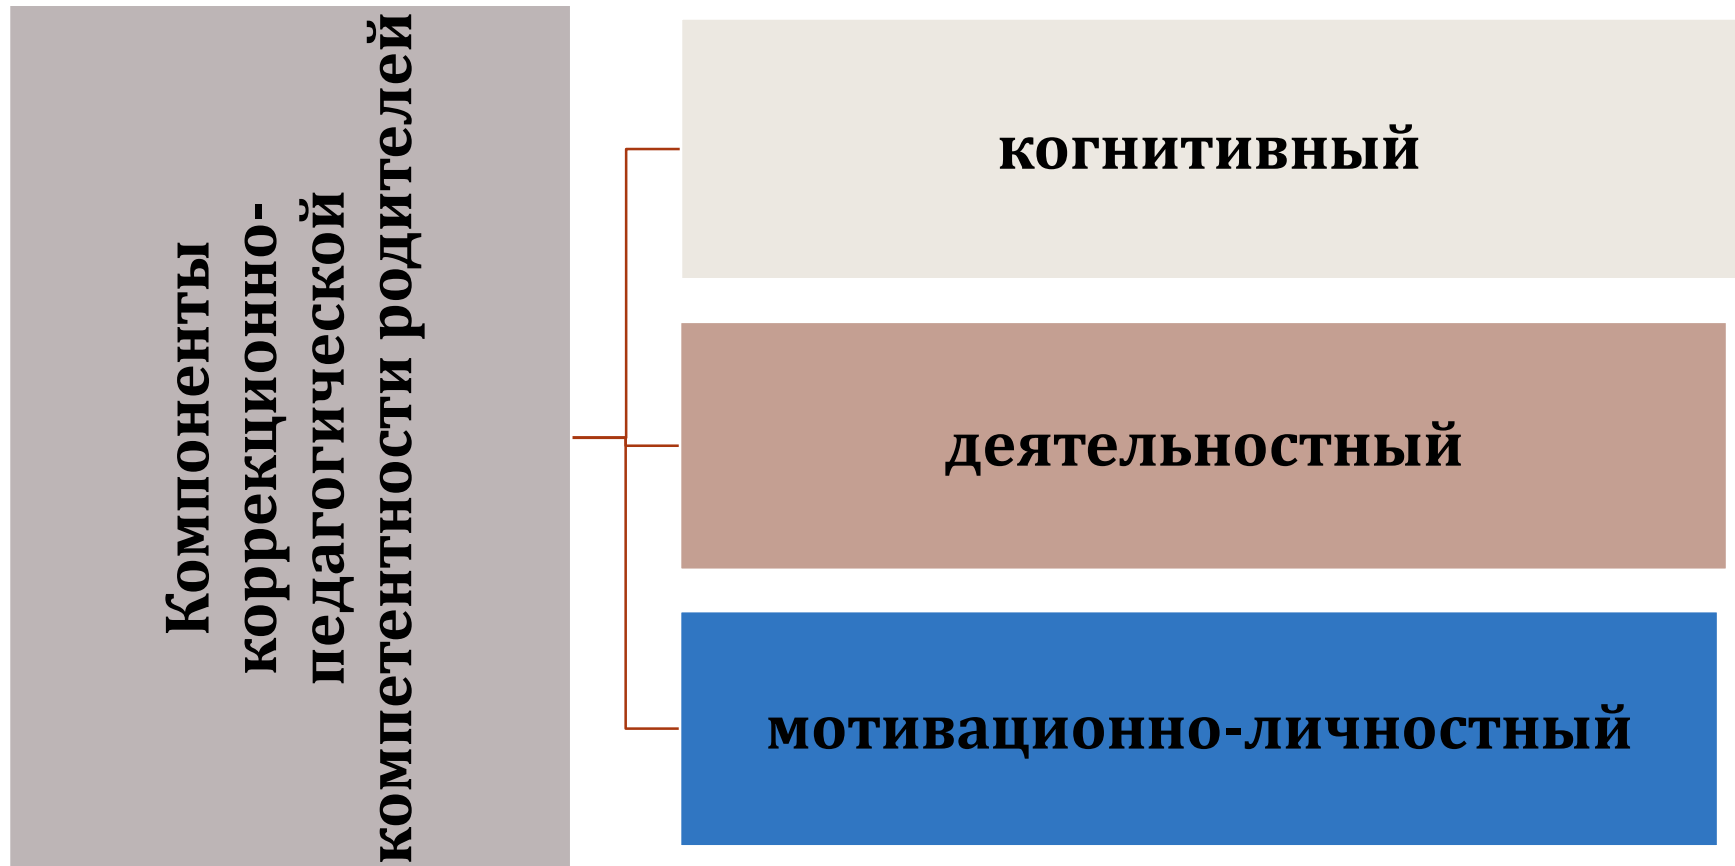 Компоненты
коррекционно-
педагогической
компетентности родителей
когнитивный
деятельностный
мотивационно-личностный